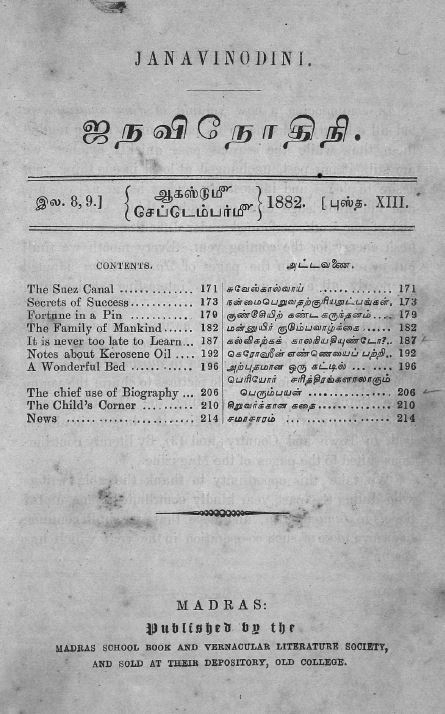 JANAVINODINI.
ஜநவிநோதிநி.
இல. 8, 9.] { ஆகஸ்டுமீ செப்டெம்பர்மீ } 1882. [ புஸ்த. XIII.
CONTENTS.
The Suez Canal ............. 171
Secrets of Success............ 173
Fortune in a Pin ............ 179
The Family of Mankind...... 182
It is never too late to Learn... 187
Notes about Kerosene Oil .... 192
A Wonderful Bed ............ 196
The chief use of Biography ... 206
The Child's Corner .......... 210
News ...................... 214
அட்டவணை.
சுவேஸ்கால்வாய் ............... 171
நன்மைபெறுவதற்குரியநுட்பங்கள், 173
குண்டூசியிற் கண்ட கருந்தனம்.... 179
மன்னுயிர் குடும்பவாழ்க்கை ...... 182
கல்விகற்கக் காலகியதியுண்டோ?.. 187
கெரோஸீன் எண்ணெயைப் பற்றி.. 192
அற்புதமான ஒரு கட்டில் ... .... 196
பெரியோர் சரித்திரங்களாலாகும்
பெரும்பயன் ............... 206
சிறுவர்க்கான கதை............... 210
சமாசாரம் ..................... 214
MADRAS:
Published by the
MADRAS SCHOOL BOOK AND VERNACULAR LITERATURE SOCIETY,
AND SOLD AT THEIR DEPOSITORY, OLD COLLEGE.